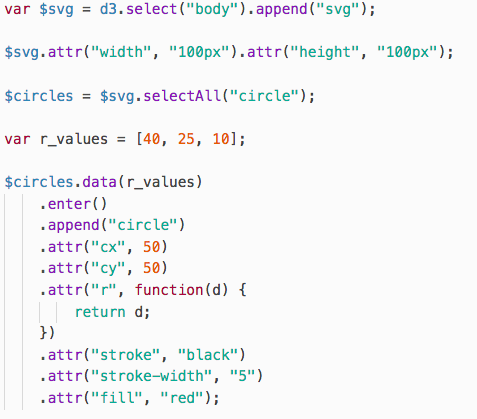 var $svg = d3.select("body").append("svg");
$svg.attr("width", "100px").attr("height", "100px");
$circles = $svg.selectAll("circle");
var r_values = [40, 25, 10];
$circles.data(r_values)
.enter()
.append("circle")
.attr("cx", 50)
.attr("cy", 50)
.attr("r", function(d) {
return d;
})
.attr("stroke", "black")
.attr("stroke-width", "5")
.attr("fill", "red");